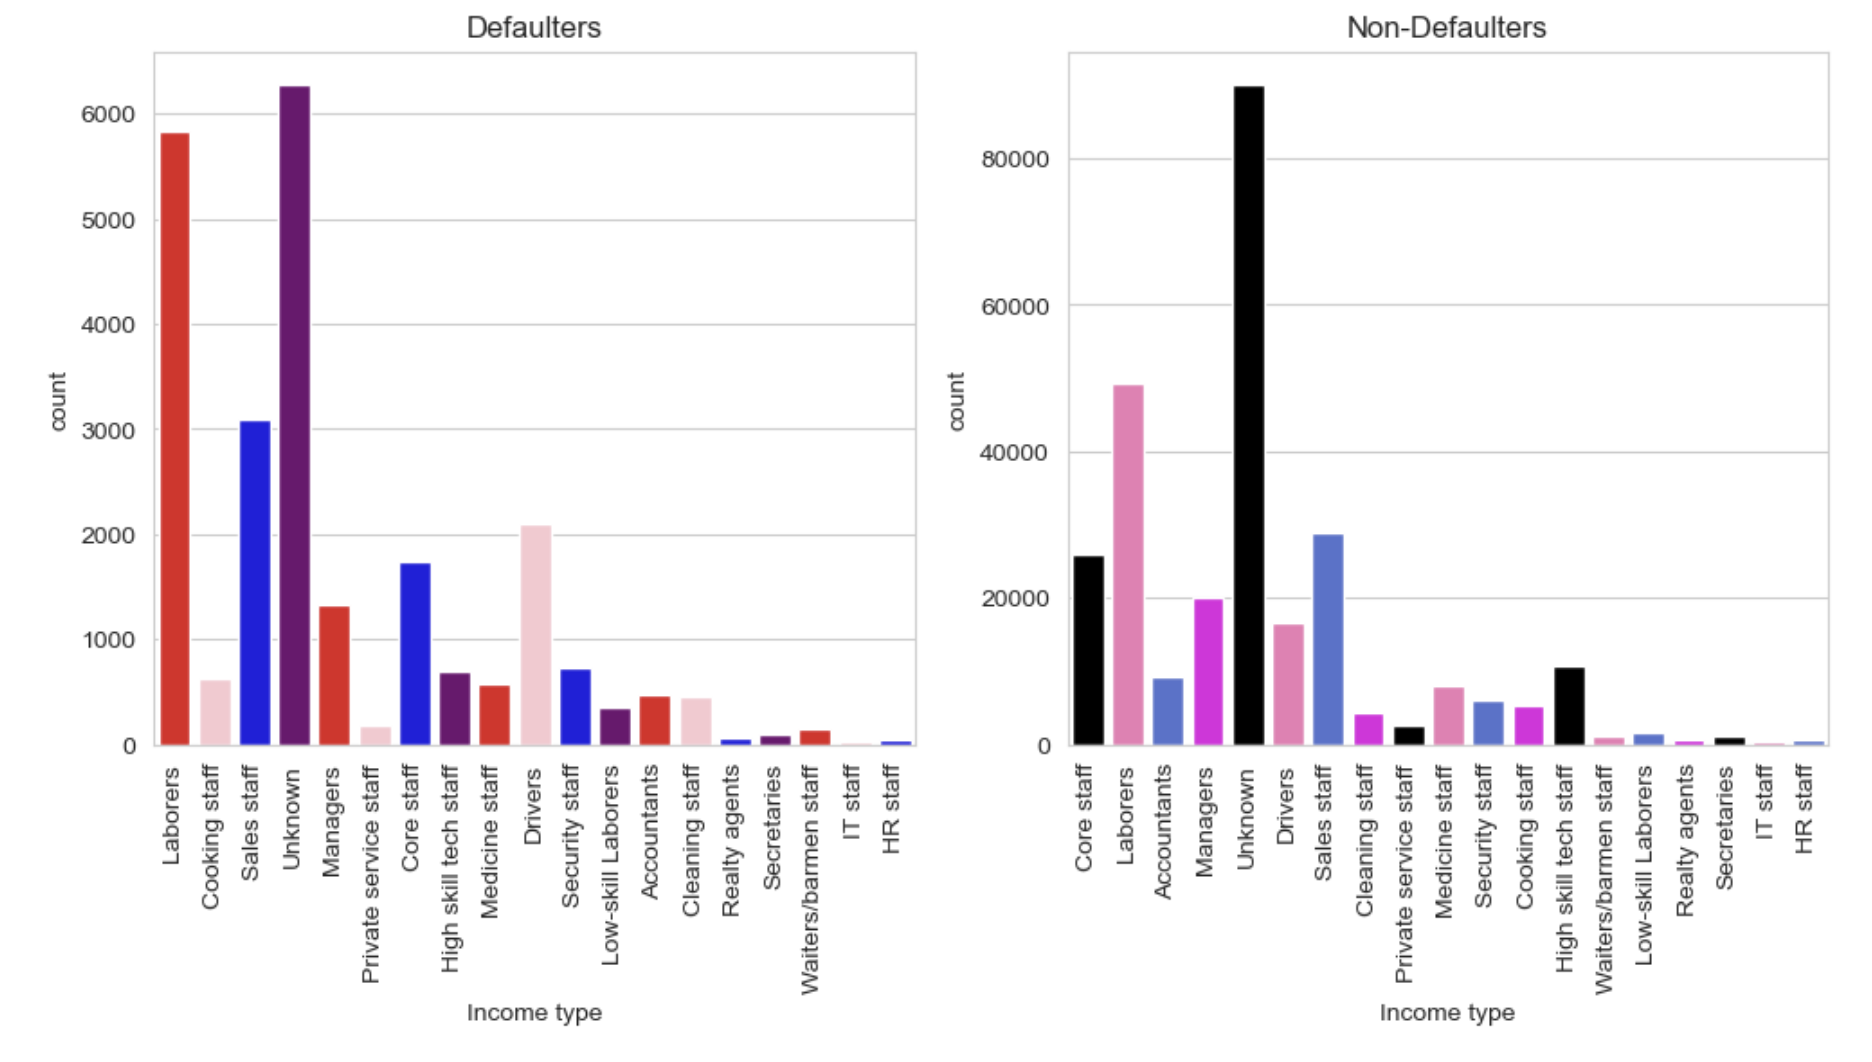 Defaulters
6000
5000
4000
3000
2000
1000
0
count
Laborers
Cooking staff
Sales staff
Unknown
Managers
Private service staff
Core staff
High skill tech staff
Medicine staff
Drivers
Security staff
Low-skill Laborers
Accountants
Cleaning staff
Realty agents
Secretaries
Waiters/barmen staff
IT staff
HR staff
Income type
Non-Defaulters
80000
60000
40000
20000
0
count
Core staff
Laborers
Accountants
Managers
Unknown
Drivers
Sales staff
Cleaning staff
Private service staff
Medicine staff
Security staff
Cooking staff
High skill tech staff
Waiters/barmen staff
Low-skill Laborers
Realty agents
Secretaries
IT staff
HR staff
Income type